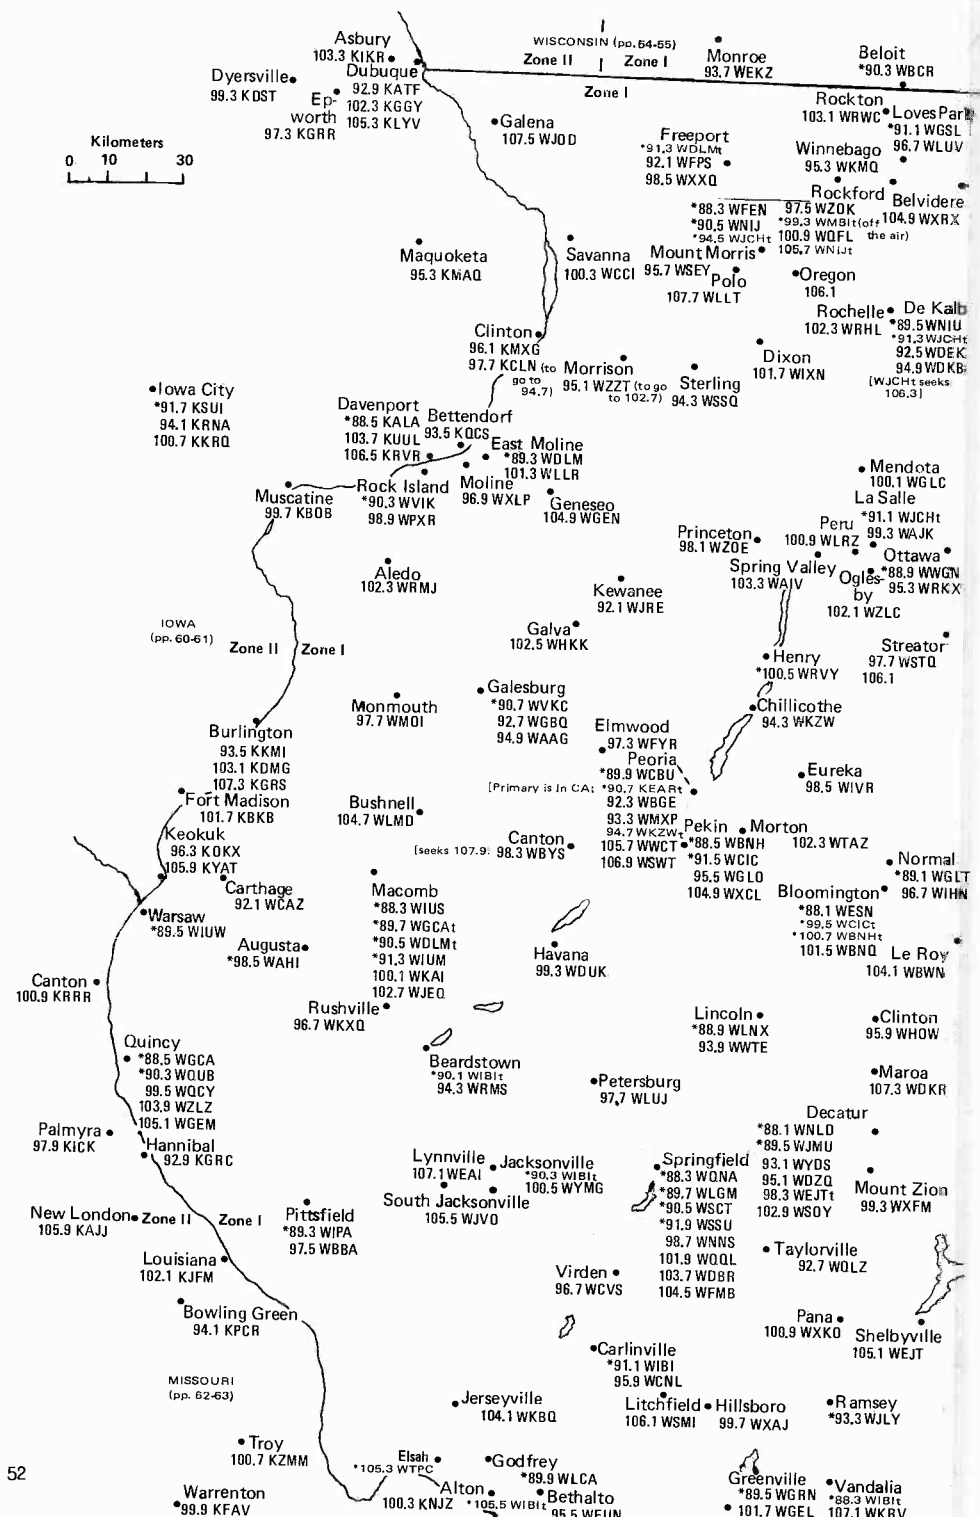 WISCONSIN (pp. 54-55)
Zone II
Zone I
Zone I
Asbury
103.3 KIKR
Dubuque
92.9 KATF
102.3 KGGY
105.3 KLYV
Dyersville
99.3 KDST
Ep-
worth
97.3 KGRR
Monroe
93.7 WEKZ
Beloit
*90.3 WBCR
Kilometers
0 10 30
Galena
107.5 WJOD
Freeport
*91.3 WDLMt
92.1 WFPS
98.5 WXXQ
Rockton
103.1 WRWC
Loves Park
*91.1 WGSL
96.7 WLUV
Winnebago
95.3 WKMQ
Rockford
*88.3 WFEN
*90.5 WNIJ
*94.5 WJCHt
97.5 WZOK
*99.3 WMBIt (off
the air)
100.9 WQFL
105.7 WNIJt
Belvidere
104.9 WXRX
Maquoketa
95.3 KMAQ
Savanna
100.3 WCCI
Mount Morris
95.7 WSEY
Polo
107.7 WLLT
Oregon
106.1
Rochelle
102.3 WRHL
De Kalb
*89.5 WNIU
*91.3 WJCHt
92.5 WDEK
94.9 WDKB
[WJCHt seeks
106.3]
Clinton
96.1 KMXG
97.7 KCLN (to
go to
94.7)
Morrison
95.1 WZZT (to go
to 102.7)
Sterling
94.3 WSSQ
Dixon
101.7 WIXN
Iowa City
*91.7 KSUI
94.1 KRNA
100.7 KKRQ
Davenport
*88.5 KALA
103.7 KUUL
106.5 KRVR
Bettendorf
93.5 KQCS
East Moline
*89.3 WDLM
101.3 WLLR
Muscatine
99.7 KBOB
Rock Island
*90.3 WVIK
98.9 WPXR
Moline
96.9 WXLP
Geneseo
104.9 WGEN
Mendota
100.1 WGLC
La Salle
*91.1 WJCHt
99.3 WAJK
Peru
100.9 WLRZ
Princeton
98.1 WZOE
Spring Valley
103.3 WAIV
Ottawa
*88.9 WWGN
95.3 WRKX
Ogles-
by
102.1 WZLC
Aledo
102.3 WRMJ
Kewanee
92.1 WJRE
Galva
102.5 WHKK
IOWA
(pp. 60-61)
Zone II
Zone I
Henry
*100.5 WRVY
Streator
97.7 WSTQ
106.1
Monmouth
97.7 WMOI
Galesburg
*90.7 WVKC
92.7 WGBQ
94.9 WAAG
Chillicothe
94.3 WKZW
Burlington
93.5 KKMI
103.1 KDMG
107.3 KGRS
Elmwood
97.3 WFYR
Peoria
*89.9 WCBU
[Primary is in CA: *90.7 KEARt
92.3 WBGE
93.3 WMXP
94.7 WKZWt
105.7 WWCT
106.9 WSWT
Eureka
98.5 WIVR
Fort Madison
101.7 KBKB
Bushnell
104.7 WLMD
Keokuk
96.3 KOKX
105.9 KYAT
Canton
[seeks 107.9: 98.3 WBYS
Pekin
*88.5 WBNH
*91.5 WCIC
95.5 WGLO
104.9 WXCL
Morton
102.3 WTAZ
Normal
*89.1 WGLT
96.7 WIHN
Carthage
92.1 WCAZ
Macomb
*88.3 WIUS
*89.7 WGCAt
*90.5 WDLMt
*91.3 WIUM
100.1 WKAI
102.7 WJEQ
Bloomington
*88.1 WESN
*99.5 WCICt
*100.7 WBNHt
101.5 WBNQ
Warsaw
*89.5 WIUW
Augusta
*98.5 WAHI
Havana
99.3 WDUK
Le Roy
104.1 WBWN
Canton
100.9 KRRR
Rushville
96.7 WKXQ
Lincoln
*88.9 WLNX
93.9 WWTE
Clinton
95.9 WHOW
Quincy
*88.5 WGCA
*90.3 WQUB
99.5 WQCY
103.9 WZLZ
105.1 WGEM
Beardstown
*90.1 WIBIt
94.3 WRMS
Petersburg
97.7 WLUJ
Maroa
107.3 WDKR
Decatur
*88.1 WNLD
*89.5 WJMU
93.1 WYDS
95.1 WDZQ
98.3 WEJTt
102.9 WSOY
Palmyra
97.9 KICK
Hannibal
92.9 KGRC
Lynnville
107.1 WEAI
Jacksonville
*90.3 WIBIt
100.5 WYMG
Springfield
*88.3 WQNA
*89.7 WLGM
*90.5 WSCT
*91.9 WSSU
98.7 WNNS
101.9 WQQL
103.7 WDBR
104.5 WFMB
Mount Zion
99.3 WXFM
South Jacksonville
105.5 WJVO
New London
105.9 KAJJ
Zone II
Zone I
Pittsfield
*89.3 WIPA
97.5 WBBA
Taylorville
92.7 WQLZ
Louisiana
102.1 KJFM
Virden
96.7 WCVS
Bowling Green
94.1 KPCR
Pana
100.9 WXKO
Shelbyville
105.1 WEJT
Carlinville
*91.1 WIBI
95.9 WCNL
MISSOURI
(pp. 62-63)
Jerseyville
104.1 WKBQ
Litchfield
106.1 WSMI
Hillsboro
99.7 WXAJ
Ramsey
*93.3 WJLY
Troy
100.7 KZMM
Elsah
*105.3 WTPC
Godfrey
*89.9 WLCA
52
Warrenton
99.9 KFAV
Alton
100.3 KNJZ
*105.5 WIBIt
Bethalto
95.5 WFUN
Greenville
*89.5 WGRN
101.7 WGEL
Vandalia
*88.3 WIBIt
107.1 WKRV